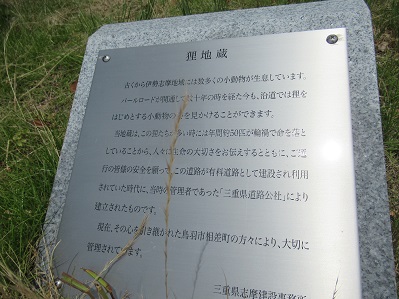 狸地蔵
古くから伊勢志摩地域には数多くの小動物が生息しています。
パールロードが開通して 十年の時を経た今も、沿道では狸を
はじめとする小動物の を見かけることができます。
当地蔵は、この狸たちが多い時には年間約50匹が輪禍で命を落と
していることから、人々に生命の大切さをお伝えするとともに、ご通
行の皆様の安全を願って、この道路が有料道路として建設され利用
されていた時代に、当時の管理者であった「三重県道路公社」により
建立されたものです。
現在、その心を引き継がれた鳥羽市相差町の方々により、大切に
管理されています。
三重県志摩建設事務所